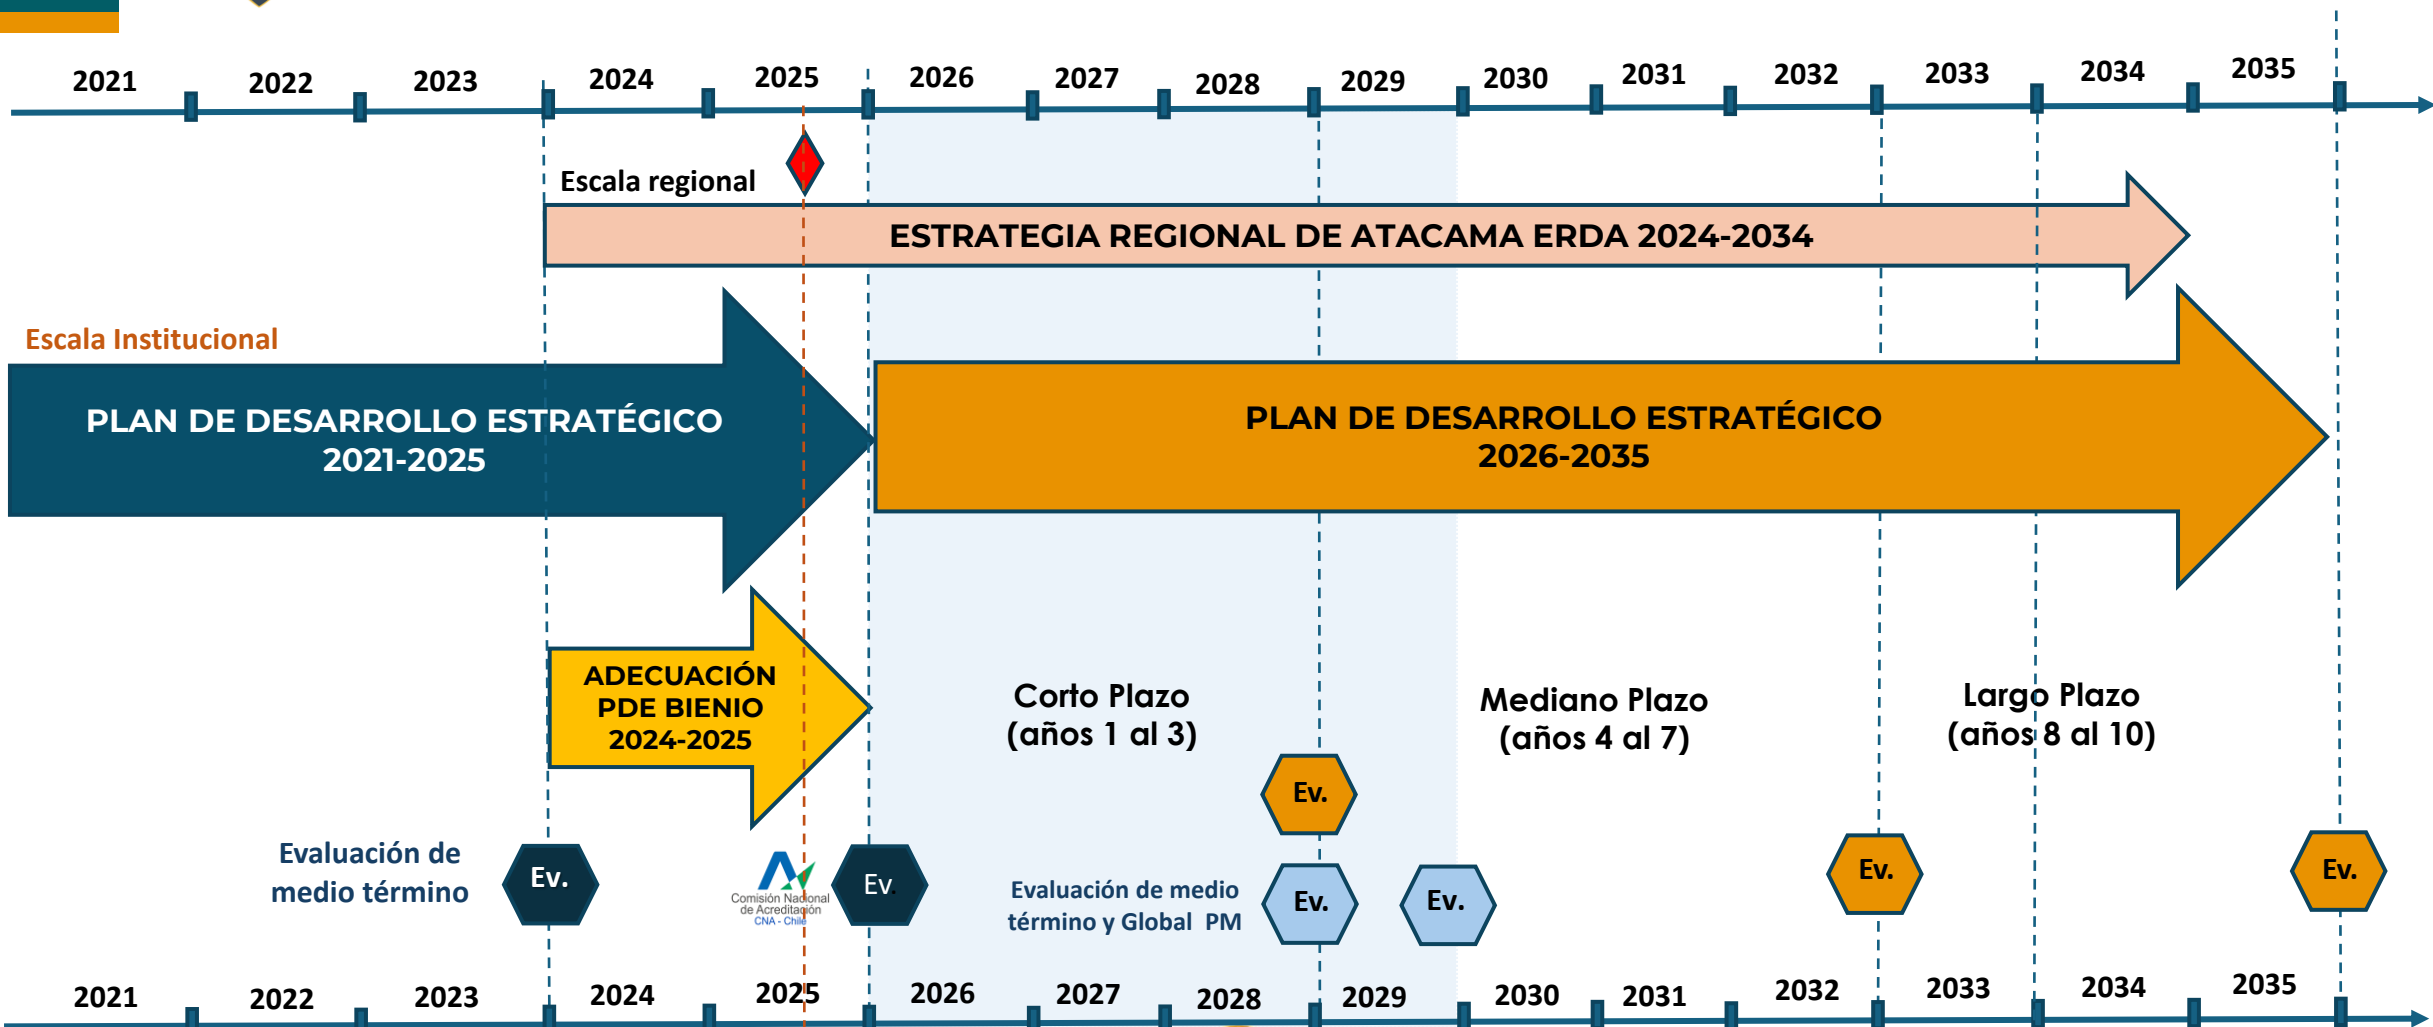 2021 2022 2023 2024 2025 2026 2027 2028 2029 2030 2031 2032 2033 2034 2035
Escala regional
ESTRATEGIA REGIONAL DE ATACAMA ERDA 2024-2034
Escala Institucional
PLAN DE DESARROLLO ESTRATÉGICO
2021-2025
PLAN DE DESARROLLO ESTRATÉGICO
2026-2035
ADECUACIÓN
PDE BIENIO
2024-2025
Corto Plazo
(años 1 al 3)
Mediano Plazo
(años 4 al 7)
Largo Plazo
(años 8 al 10)
Ev.
Evaluación de
medio término
Ev.
Comisión Nacional
de Acreditación
CNA - Chile
Ev.
Evaluación de medio
término y Global PM
Ev.
Ev.
Ev.
Ev.
2021 2022 2023 2024 2025 2026 2027 2028 2029 2030 2031 2032 2033 2034 2035